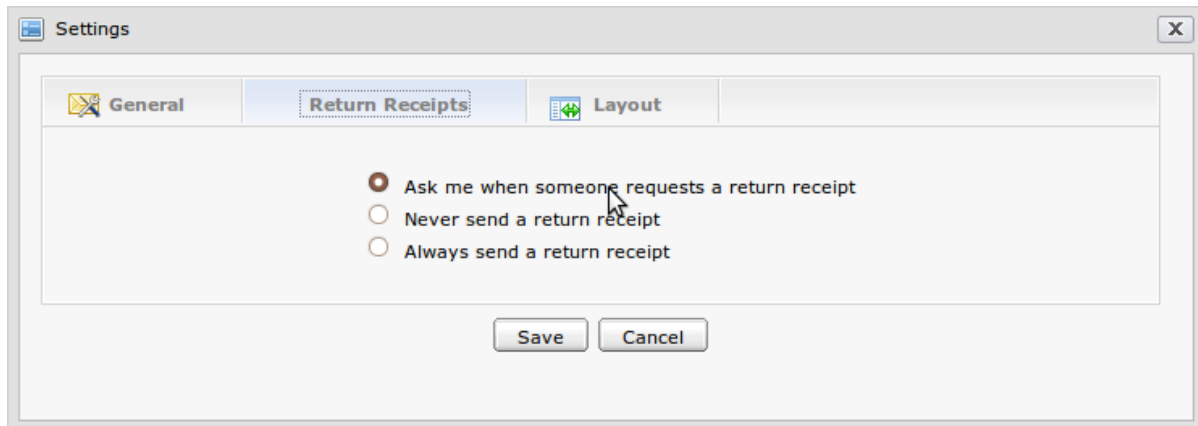 Settings
X
General
Return Receipts
Layout
Ask me when someone requests a return receipt
Never send a return receipt
Always send a return receipt
Save
Cancel